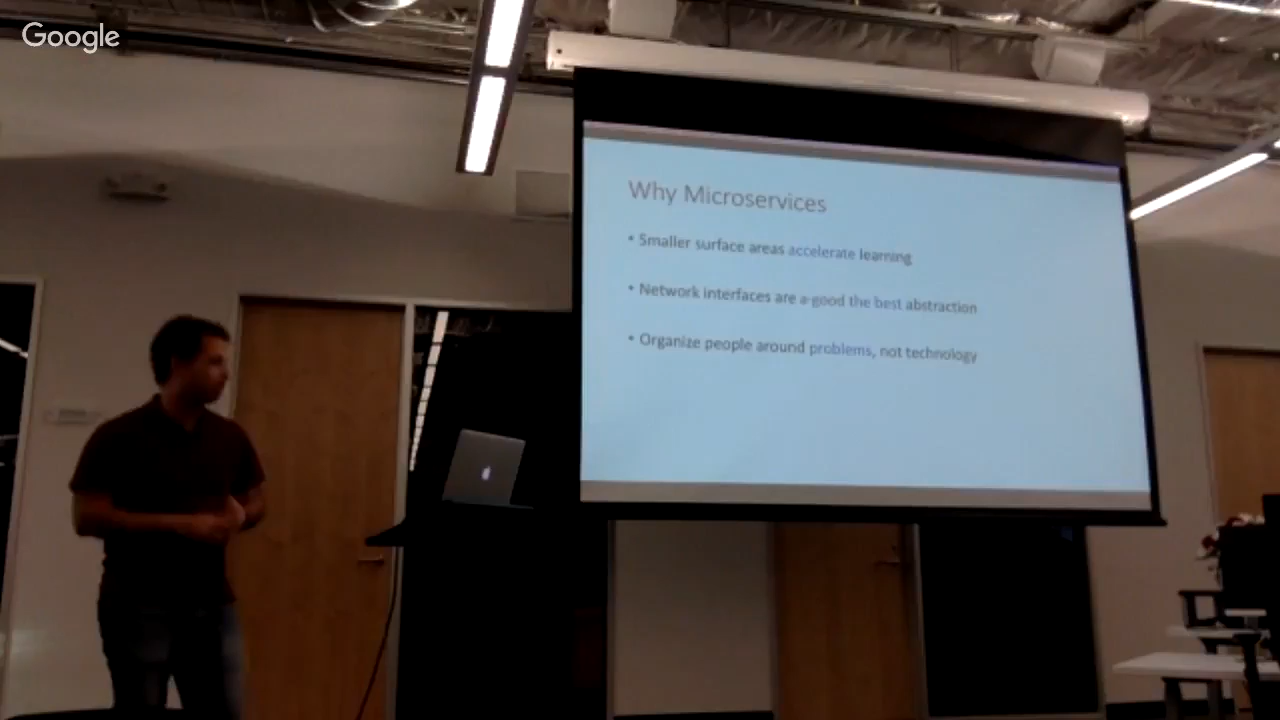 Google
Why Microservices
• Smaller surface areas accelerate learning
• Network interfaces are a good the best abstraction
• Organize people around problems, not technology